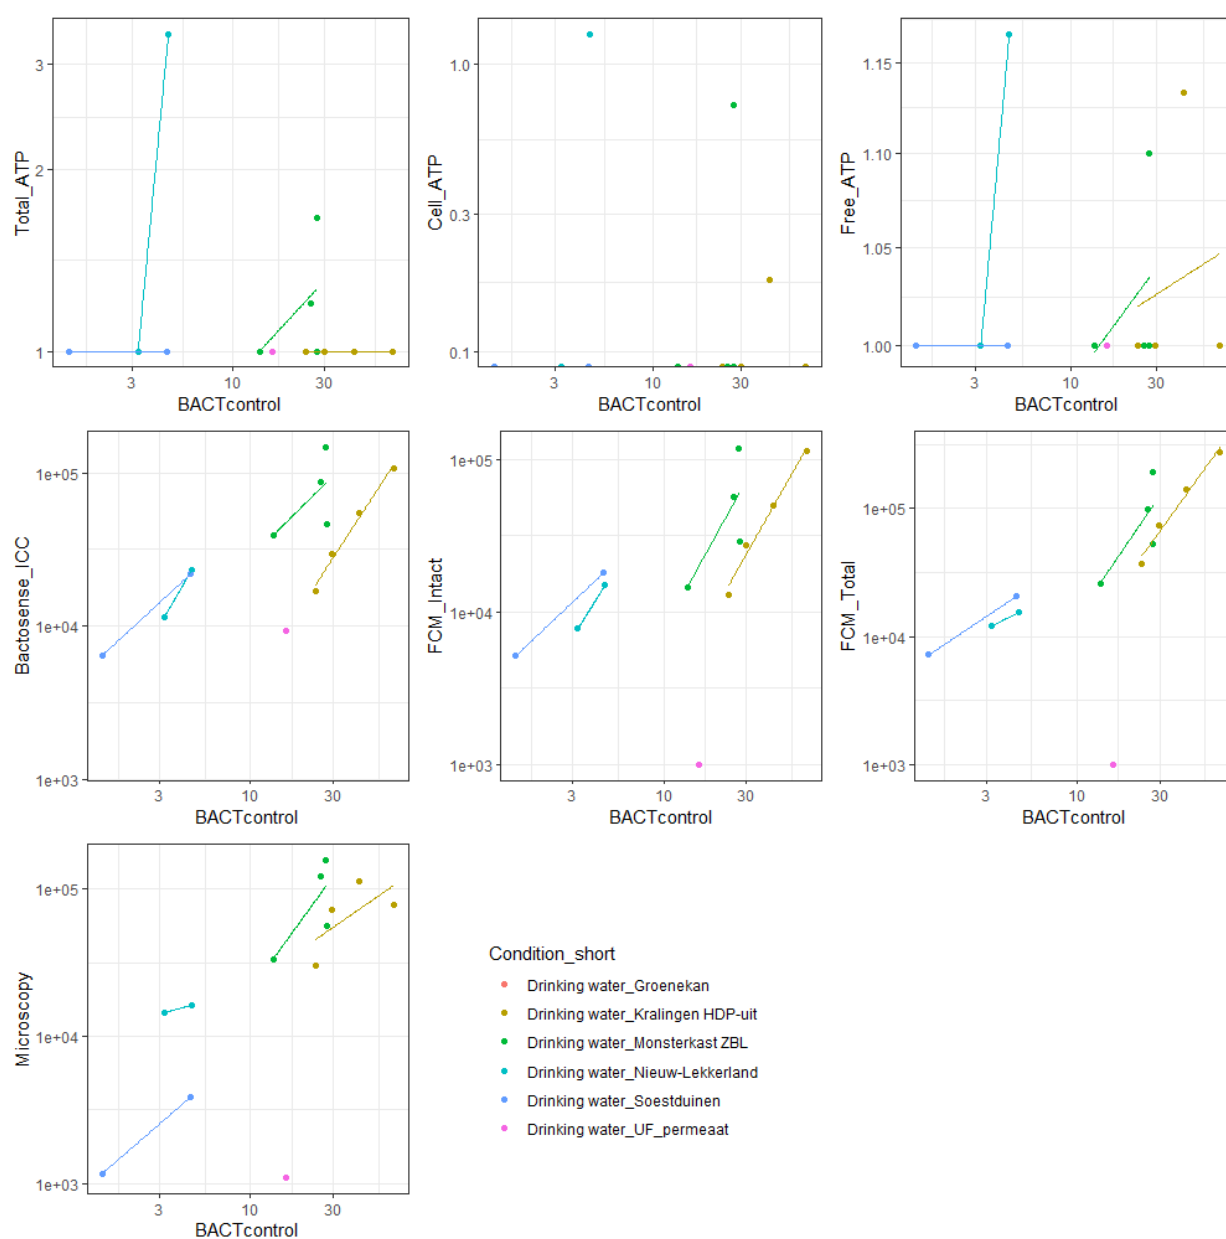 Total_ATP
3
2
1
3
10
30
BACTcontrol
Cell_ATP
1.0
0.3
0.1
3
10
30
BACTcontrol
Free_ATP
1.15
1.10
1.05
1.00
3
10
30
BACTcontrol
Bactosense_ICC
1e+05
1e+04
1e+03
3
10
30
BACTcontrol
FCM_Intact
1e+05
1e+04
1e+03
3
10
30
BACTcontrol
FCM_Total
1e+05
1e+04
1e+03
3
10
30
BACTcontrol
Microscopy
1e+05
1e+04
1e+03
3
10
30
BACTcontrol
Condition_short
Drinking water_Groenekan
Drinking water_Kralingen HDP-uit
Drinking water_Monsterkast ZBL
Drinking water_Nieuw-Lekkerland
Drinking water_Soestduinen
Drinking water_UF_permeaat